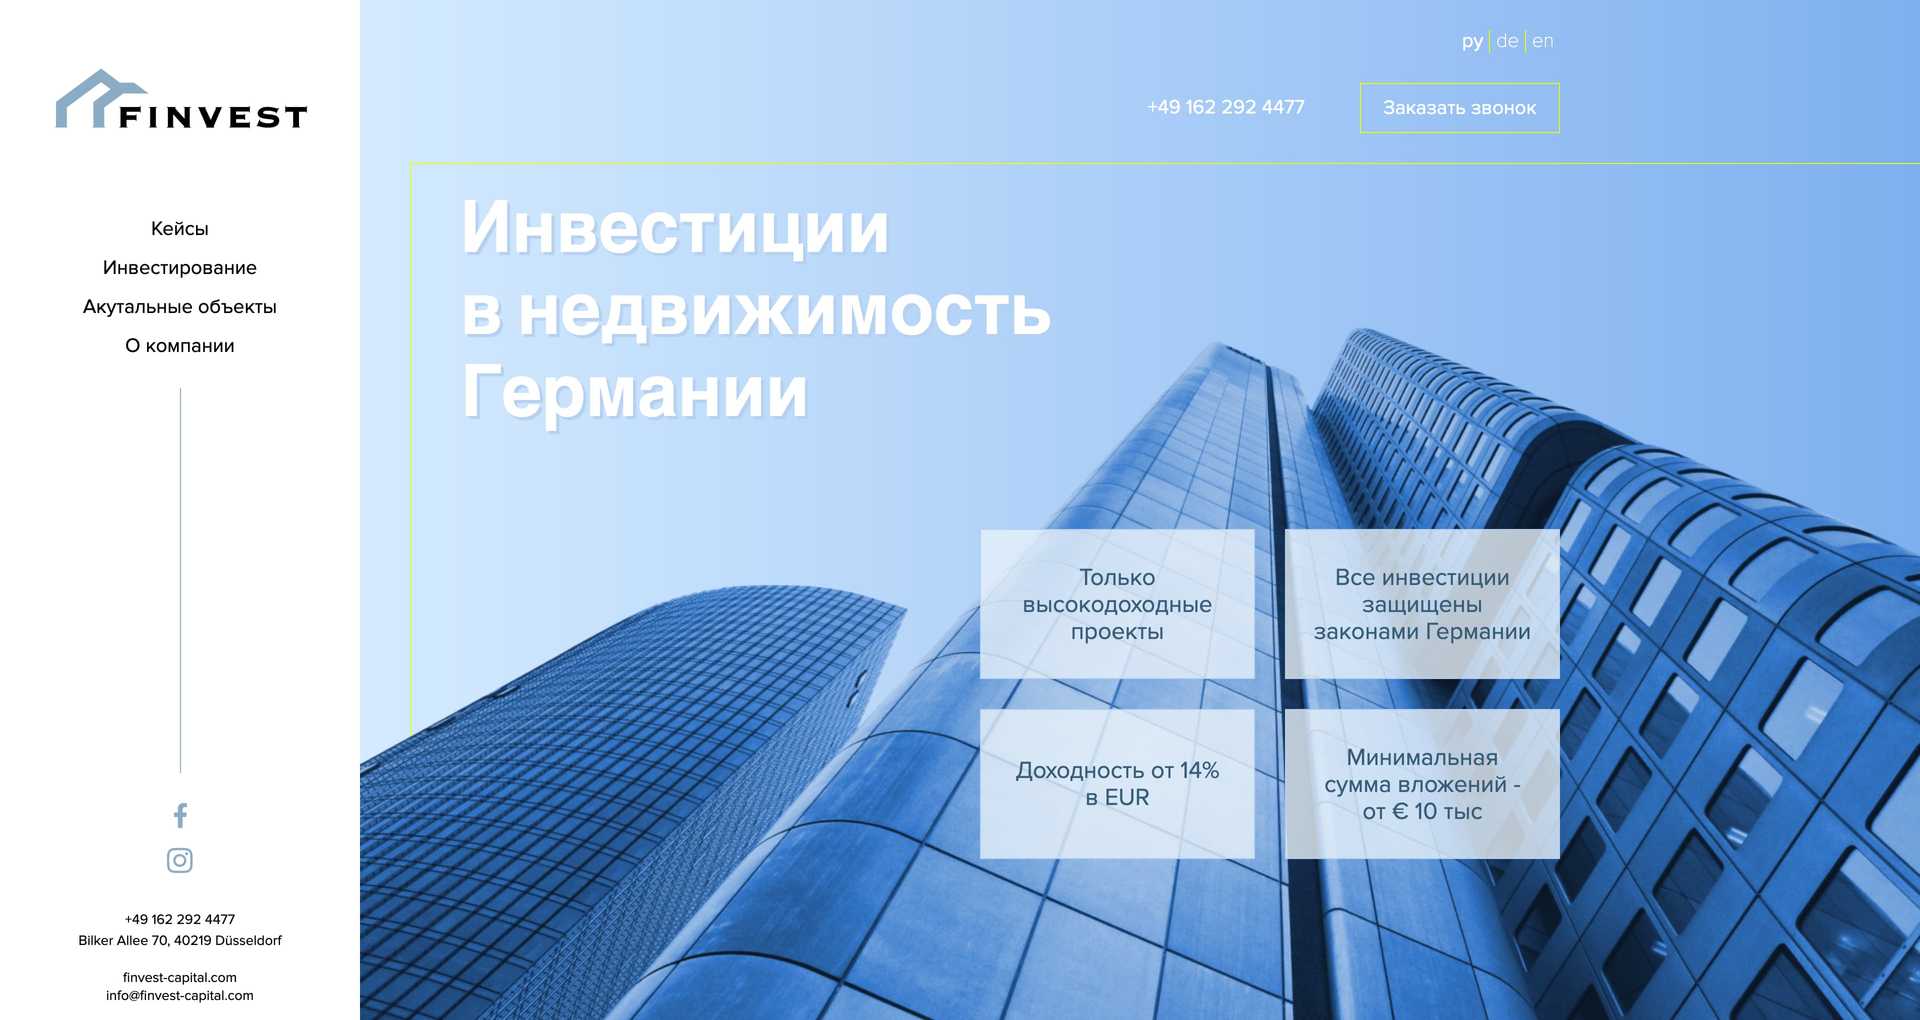 FINVEST
Кейсы
Инвестирование
Акутальные объекты
О компании
+49 162 292 4477
Bilker Allee 70, 40219 Düsseldorf
finvest-capital.com
info@finvest-capital.com
ру de en
+49 162 292 4477
Заказать звонок
Инвестиции
в недвижимость
Германии
Только
высокодоходные
проекты
Все инвестиции
защищены
законами Германии
Доходность от 14%
в EUR
Минимальная
сумма вложений -
от € 10 тыс